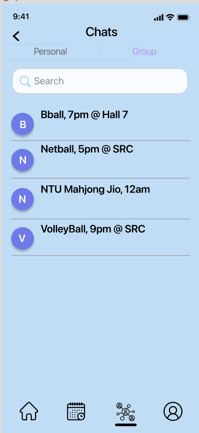 9:41
Chats
Personal
Group
Search
B
Bball, 7pm @ Hall 7
N
Netball, 5pm @ SRC
N
NTU Mahjong Jio, 12am
V
VolleyBall, 9pm @ SRC